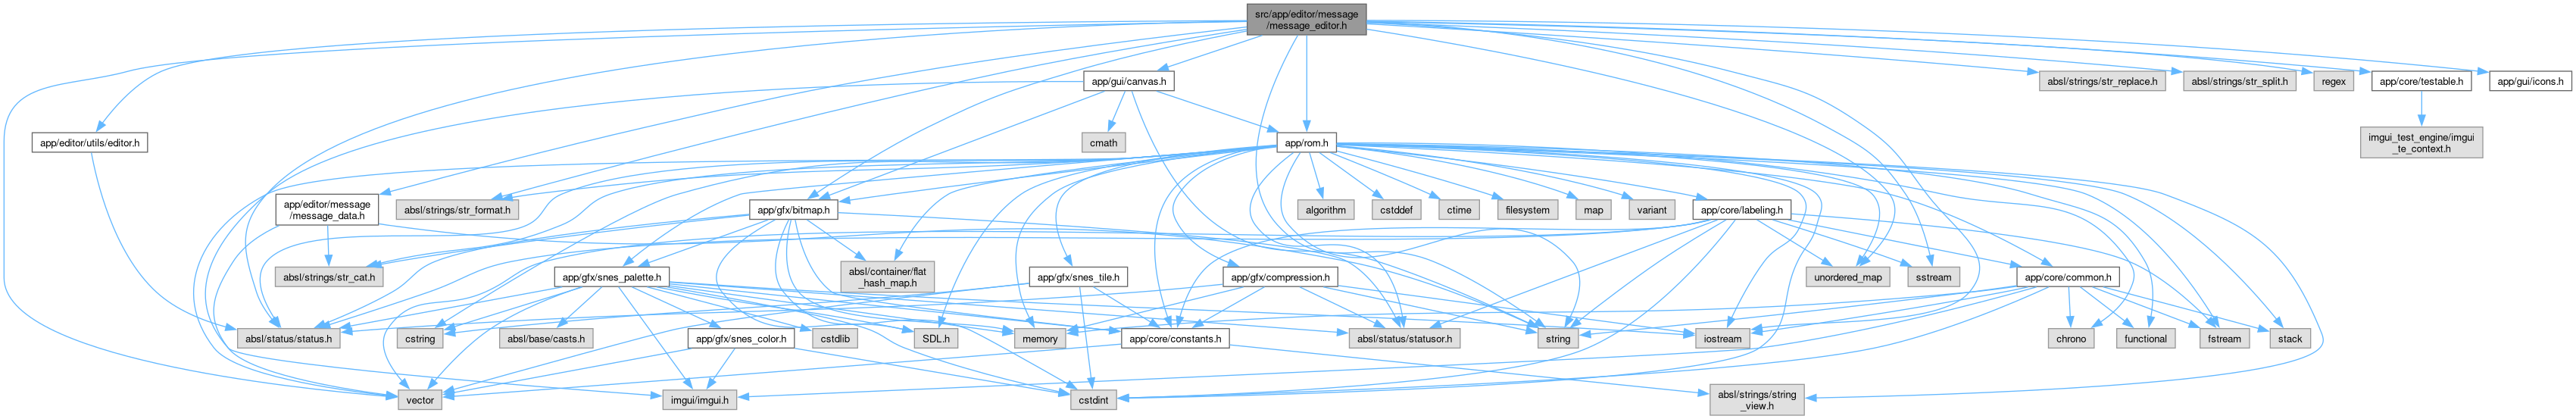 src/app/editor/message
/message_editor.h
app/gui/canvas.h
absl/strings/str_replace.h
absl/strings/str_split.h
regex
app/core/testable.h
app/gui/icons.h
app/editor/utils/editor.h
cmath
app/rom.h
imgui_test_engine/imgui
_te_context.h
app/editor/message
/message_data.h
absl/strings/str_format.h
app/gfx/bitmap.h
algorithm
cstddef
ctime
filesystem
map
variant
app/core/labeling.h
absl/strings/str_cat.h
app/gfx/snes_palette.h
absl/container/flat
_hash_map.h
app/gfx/snes_tile.h
app/gfx/compression.h
unordered_map
sstream
app/core/common.h
absl/status/status.h
cstring
absl/base/casts.h
app/gfx/snes_color.h
cstdlib
SDL.h
memory
app/core/constants.h
absl/status/statusor.h
string
iostream
chrono
functional
fstream
stack
vector
imgui/imgui.h
cstdint
absl/strings/string
_view.h